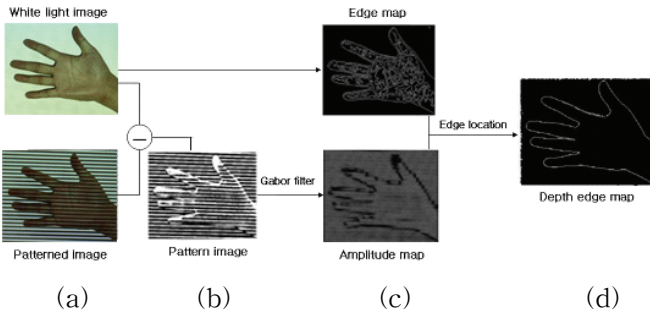 White light image
Edge map
Edge location
Depth edge map
Gabor filter
Patterned image
Pattern image
Amplitude map
(a)
(b)
(c)
(d)